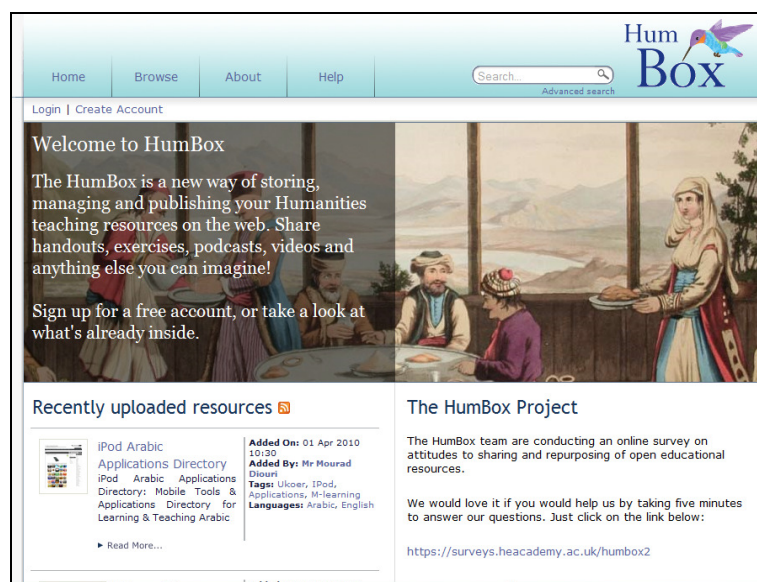 Hum
Box
Home
Browse
About
Help
Search...
Advanced search
Login | Create Account
Welcome to HumBox
The HumBox is a new way of storing,
managing and publishing your Humanities
teaching resources on the web. Share
handouts, exercises, podcasts, videos and
anything else you can imagine!
Sign up for a free account, or take a look at
what's already inside.
Recently uploaded resources
iPod Arabic
Applications Directory
iPod Arabic Applications
Directory: Mobile Tools &
Applications Directory for
Learning & Teaching Arabic
Read More...
Added On: 01 Apr 2010
10:30
Added By: Mr Mourad
Diouri
Tags: Ukoer, IPod,
Applications, M-learning
Languages: Arabic, English
The HumBox Project
The HumBox team are conducting an online survey on
attitudes to sharing and repurposing of open educational
resources.
We would love it if you would help us by taking five minutes
to answer our questions. Just click on the link below:
https://surveys.heacademy.ac.uk/humbox2